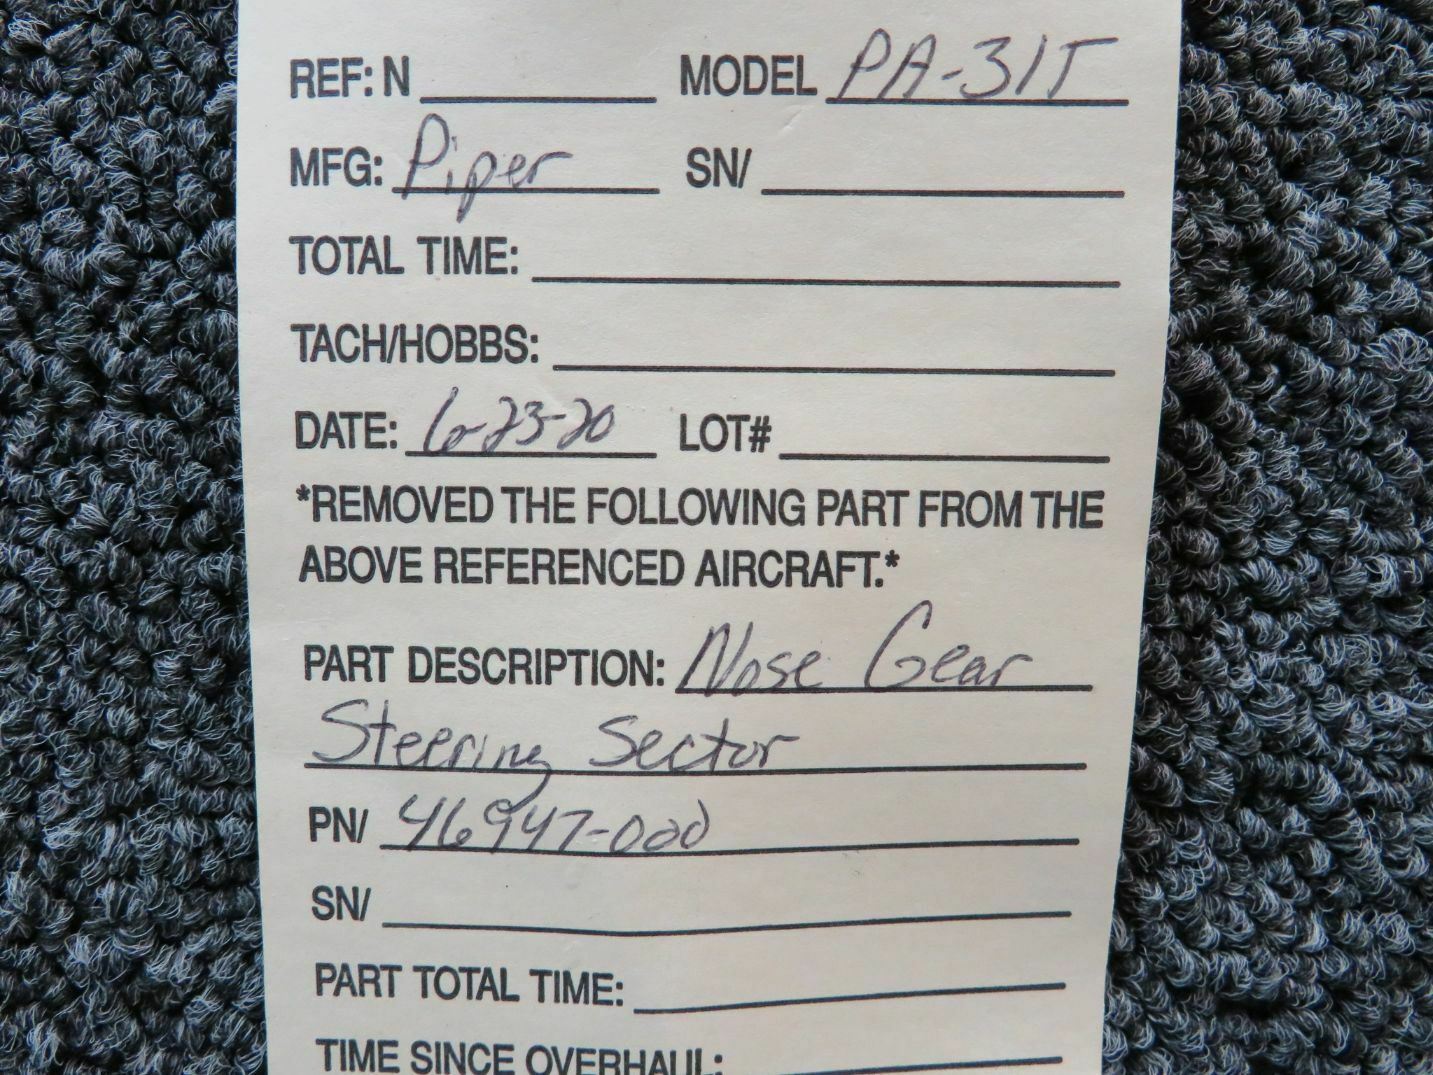 REF: N MODEL PA-31T
MFG: Piper SN/
TOTAL TIME:
TACH/HOBBS:
DATE: 6-23-20 LOT#
*REMOVED THE FOLLOWING PART FROM THE
ABOVE REFERENCED AIRCRAFT.*
PART DESCRIPTION: Nose Gear
Steering Sector
PN/ 46947-000
SN/
PART TOTAL TIME:
TIME SINCE OVERHAUL: